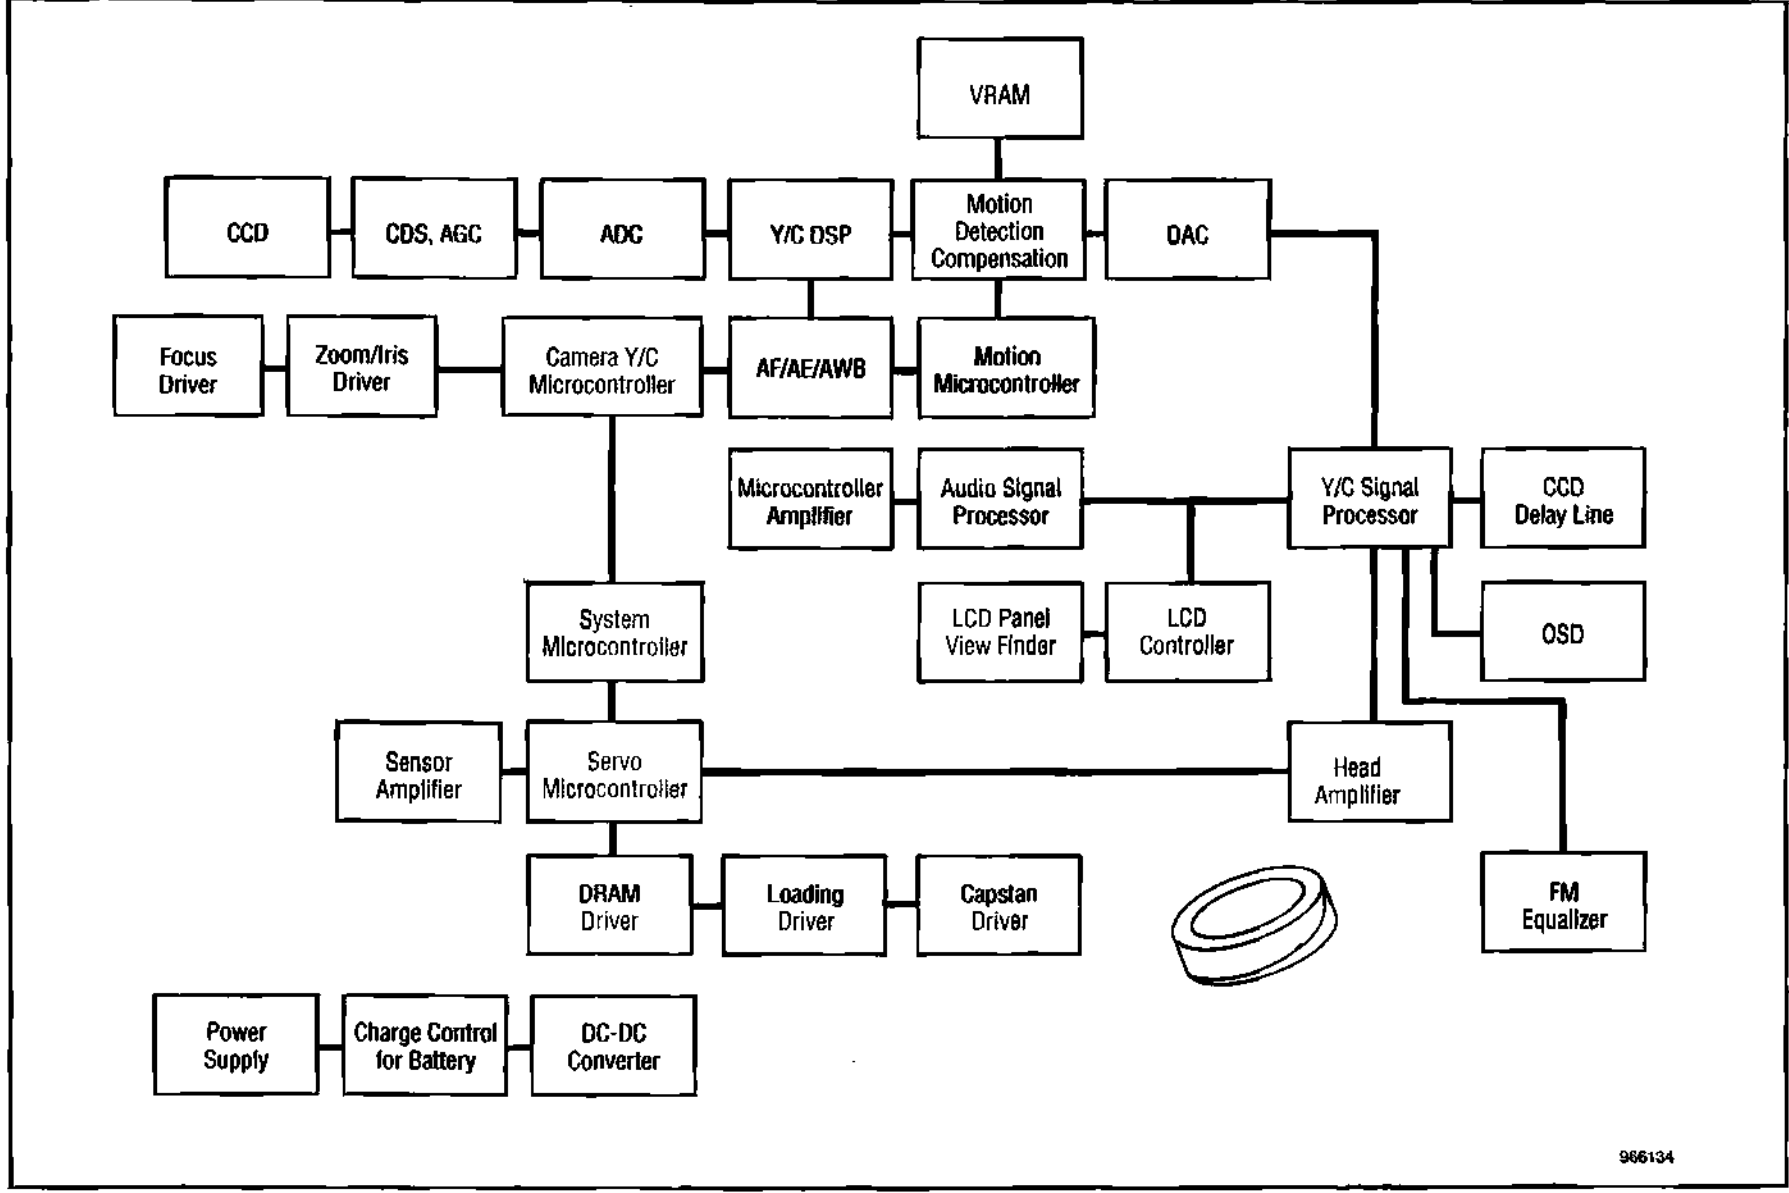 VRAM
CCD
CDS, AGC
ADC
Y/C DSP
Motion
Detection
Compensation
DAC
Focus
Driver
Zoom/Iris
Driver
Camera Y/C
Microcontroller
AF/AE/AWB
Motion
Microcontroller
Microcontroller
Amplifier
Audio Signal
Processor
Y/C Signal
Processor
CCD
Delay Line
System
Microcontroller
LCD Panel
View Finder
LCD
Controller
OSD
Sensor
Amplifier
Servo
Microcontroller
Head
Amplifier
DRAM
Driver
Loading
Driver
Capstan
Driver
FM
Equalizer
Power
Supply
Charge Control
for Battery
DC-DC
Converter
966134